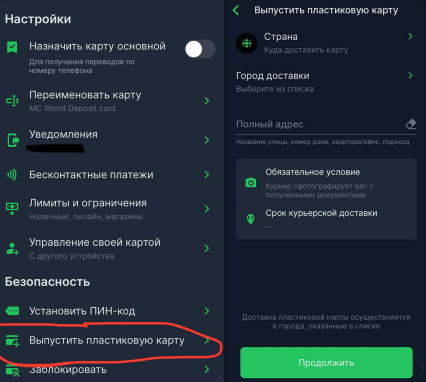 Настройки
Назначить карту основной
Для получения переводов по
номеру телефона
Переименовать карту
MC World Deposit card
Уведомления
Бесконтактные платежи
Лимиты и ограничения
Наличные, онлайн, магазины
Управление своей картой
С другого устройства
Безопасность
Установить ПИН-код
Выпустить пластиковую карту
Заблокировать
Выпустить пластиковую карту
Страна
Куда доставить карту
Город доставки
Выберите из списка
Полный адрес
Название улицы, номер дома, квартира/офис, подъезд
Обязательное условие
Курьер сфотографирует вас с
полученными документами
Срок курьерской доставки
—
Доставка пластиковой карты осуществляется
в города, указанные в списке
Продолжить